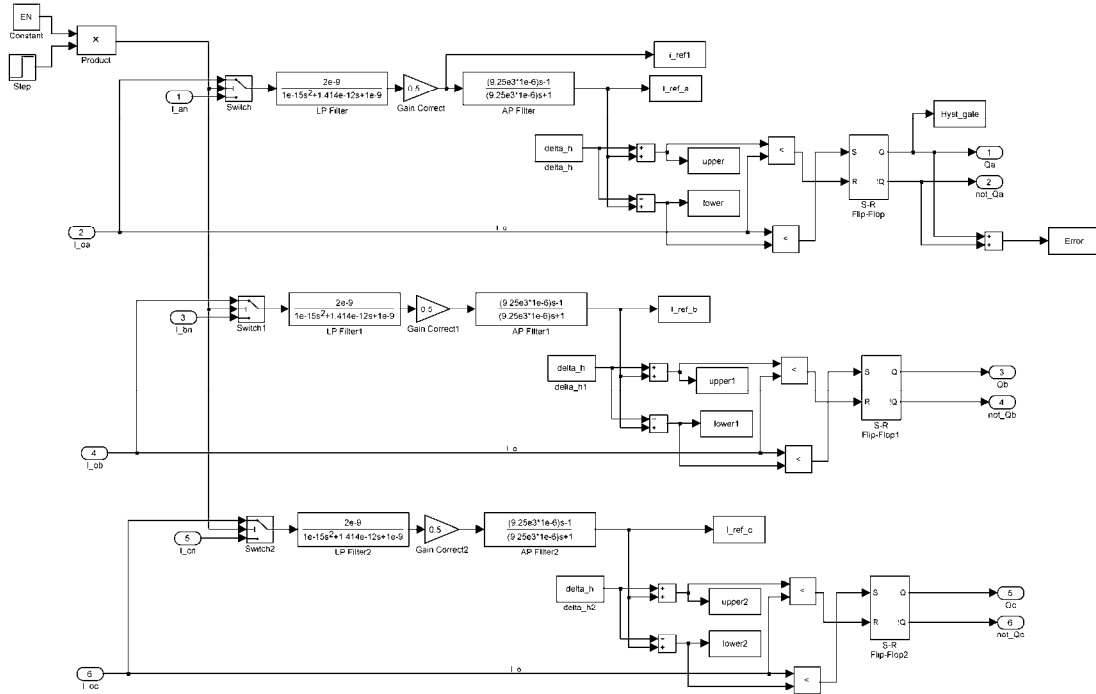 EN
Constant
Step
×
Product
1
I_an
Switch
2e-9
1e-15s²+1.414e-12s+1e-9
LP Filter
0.5
Gain Correct
(9.25e3*1e-6)s-1
(9.25e3*1e-6)s+1
AP Filter
i_ref1
I_ref_a
delta_h
delta_h
upper
lower
<
<
S
R
Q
!Q
S-R
Flip-Flop
Hyst_gate
1
Qa
2
not_Qa
Error
2
I_oa
I_o
3
I_bn
Switch1
2e-9
1e-15s²+1.414e-12s+1e-9
LP Filter1
0.5
Gain Correct1
(9.25e3*1e-6)s-1
(9.25e3*1e-6)s+1
AP Filter1
I_ref_b
delta_h
delta_h1
upper1
lower1
<
<
S
R
Q
!Q
S-R
Flip-Flop1
3
Qb
4
not_Qb
4
I_ob
I_o
5
I_cn
Switch2
2e-9
1e-15s²+1.414e-12s+1e-9
LP Filter2
0.5
Gain Correct2
(9.25e3*1e-6)s-1
(9.25e3*1e-6)s+1
AP Filter2
I_ref_c
delta_h
delta_h2
upper2
lower2
<
<
S
R
Q
!Q
S-R
Flip-Flop2
5
Qc
6
not_Qc
6
I_oc
I_o